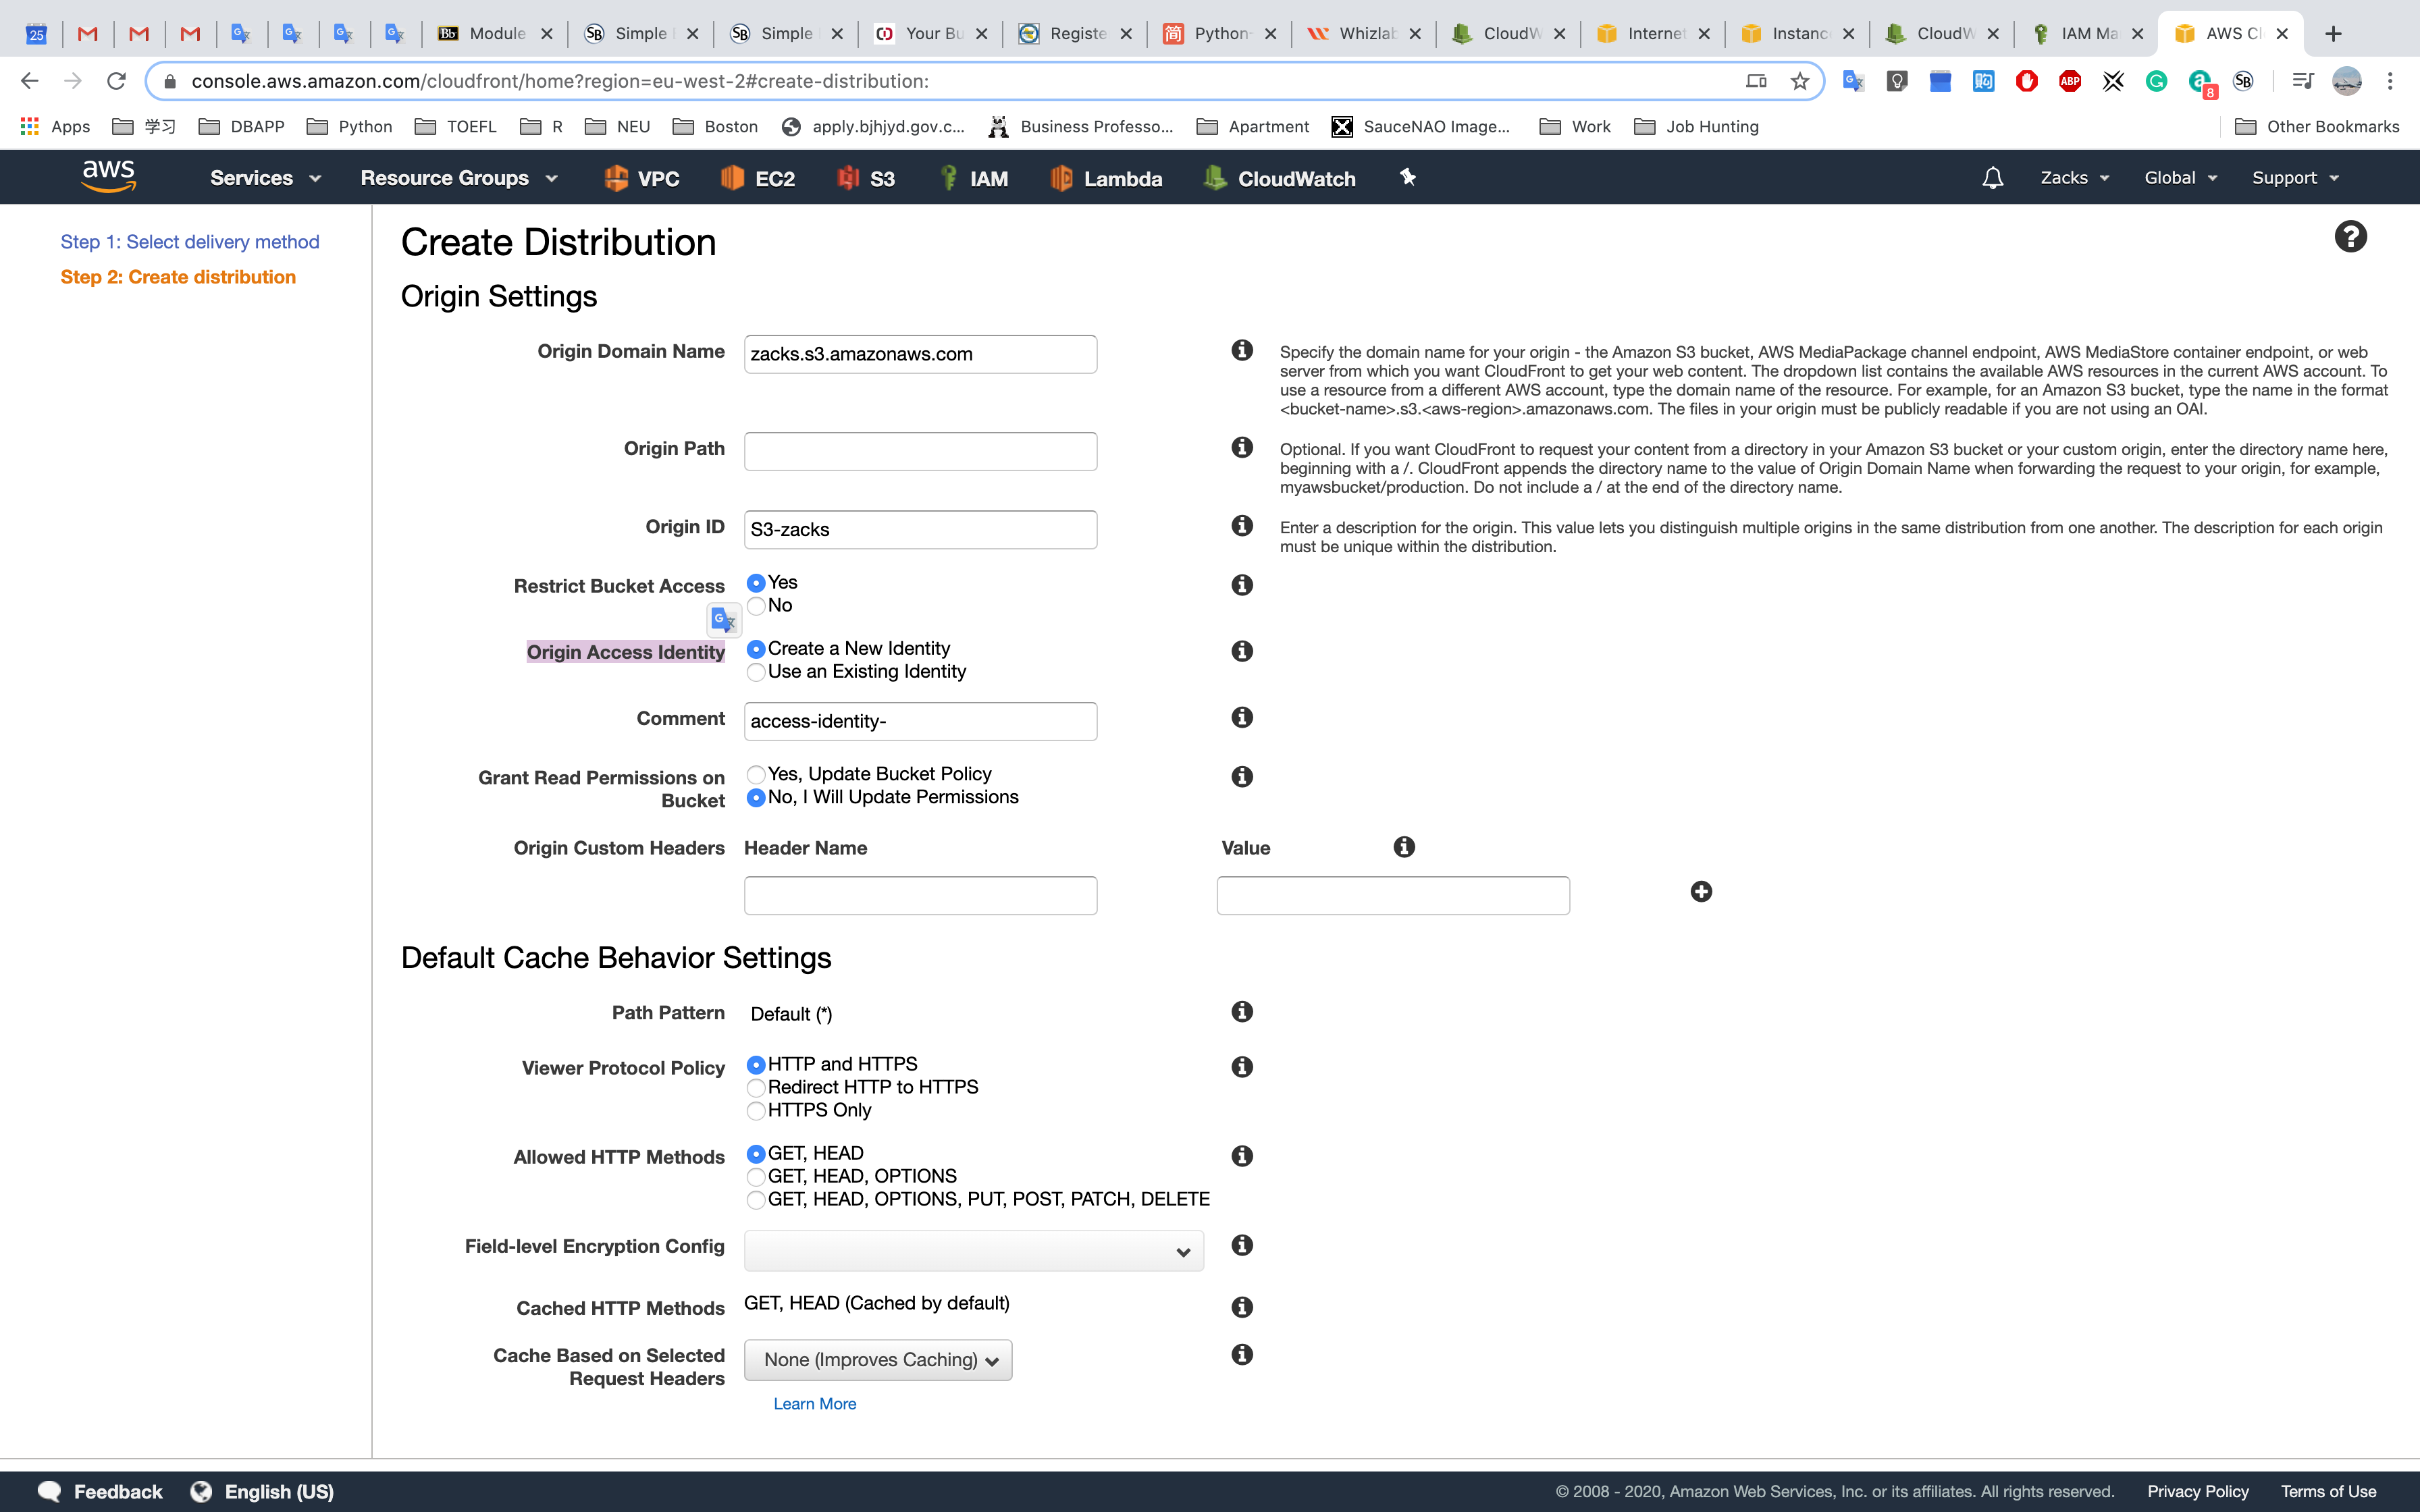 25
Bb Module
SB Simple
SB Simple
Your Bu
Registe
简 Python-
Whizlab
CloudW
Internet
Instanc
CloudW
IAM Ma
AWS Cl
console.aws.amazon.com/cloudfront/home?region=eu-west-2#create-distribution:
ABP
8
SB
Apps
学习
DBAPP
Python
TOEFL
R
NEU
Boston
apply.bjhjyd.gov.c...
Business Professo...
Apartment
SauceNAO Image...
Work
Job Hunting
Other Bookmarks
aws
Services
Resource Groups
VPC
EC2
S3
IAM
Lambda
CloudWatch
Zacks
Global
Support
Step 1: Select delivery method
Step 2: Create distribution
Create Distribution
Origin Settings
Origin Domain Name
zacks.s3.amazonaws.com
Specify the domain name for your origin - the Amazon S3 bucket, AWS MediaPackage channel endpoint, AWS MediaStore container endpoint, or web
server from which you want CloudFront to get your web content. The dropdown list contains the available AWS resources in the current AWS account. To
use a resource from a different AWS account, type the domain name of the resource. For example, for an Amazon S3 bucket, type the name in the format
<bucket-name>.s3.<aws-region>.amazonaws.com. The files in your origin must be publicly readable if you are not using an OAI.
Origin Path
Optional. If you want CloudFront to request your content from a directory in your Amazon S3 bucket or your custom origin, enter the directory name here,
beginning with a /. CloudFront appends the directory name to the value of Origin Domain Name when forwarding the request to your origin, for example,
myawsbucket/production. Do not include a / at the end of the directory name.
Origin ID
S3-zacks
Enter a description for the origin. This value lets you distinguish multiple origins in the same distribution from one another. The description for each origin
must be unique within the distribution.
Restrict Bucket Access
Yes
No
Origin Access Identity
Create a New Identity
Use an Existing Identity
Comment
access-identity-
Grant Read Permissions on
Bucket
Yes, Update Bucket Policy
No, I Will Update Permissions
Origin Custom Headers
Header Name
Value
Default Cache Behavior Settings
Path Pattern
Default (*)
Viewer Protocol Policy
HTTP and HTTPS
Redirect HTTP to HTTPS
HTTPS Only
Allowed HTTP Methods
GET, HEAD
GET, HEAD, OPTIONS
GET, HEAD, OPTIONS, PUT, POST, PATCH, DELETE
Field-level Encryption Config
Cached HTTP Methods
GET, HEAD (Cached by default)
Cache Based on Selected
Request Headers
None (Improves Caching)
Learn More
Feedback
English (US)
© 2008 - 2020, Amazon Web Services, Inc. or its affiliates. All rights reserved.
Privacy Policy
Terms of Use